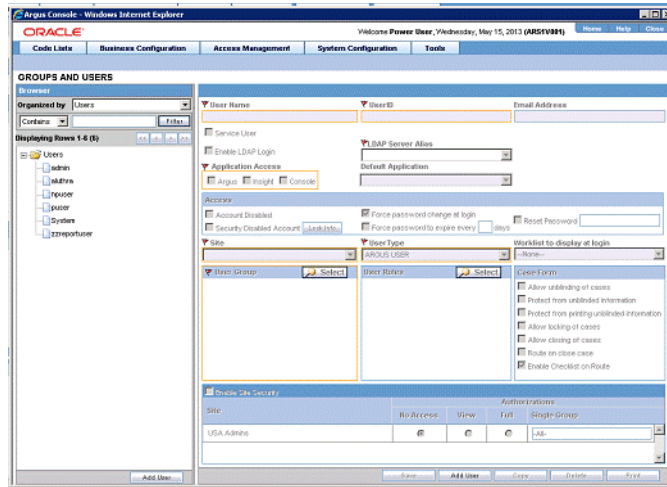 Argus Console - Windows Internet Explorer
ORACLE
Welcome Power User, Wednesday, May 15, 2013 (ARS1V001) Home Help Close
Code Lists Business Configuration Access Management System Configuration Tools
GROUPS AND USERS
Browser
Organized by Users
Contains Filter
Displaying Rows 1-6 (6)
Users
admin
aluthra
npuser
puser
System
zzreportuser
Add User
User Name UserID Email Address
Service User
Enable LDAP Login LDAP Server Alias
Application Access Default Application
Argus Insight Console
Access
Account Disabled Force password change at login
Security Disabled Account Force password to expire every days Reset Password
Site User Type Worklist to display at login
ARGUS USER --None--
User Group Select User Roles Select Case Form
Allow unblinding of cases
Protect from unblinded information
Protect from printing unblinded information
Allow locking of cases
Allow closing of cases
Route on close case
Enable Checklist on Route
Enable Site Security
Authorizations
Site No Access View Full Single Group
USA Admins -All-
Save Add User Copy Delete Print